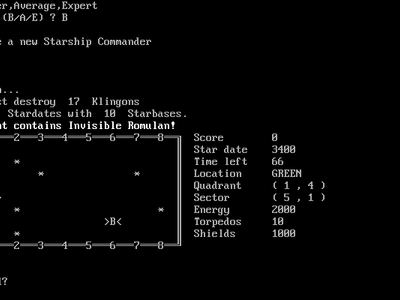 er,Average,Expert
(B/A/E) ? B
a new Starship Commander
...
st destroy 17 Klingons
Stardates with 10 Starbases.
nt contains Invisible Romulan!
2 3 4 5 6 7 8 Score 0
Star date 3400
* Time left 66
* * Location GREEN
Quadrant ( 1 , 4 )
Sector ( 5 , 1 )
* * Energy 2000
>B< Torpedos 10
* Shields 1000
2 3 4 5 6 7 8
?